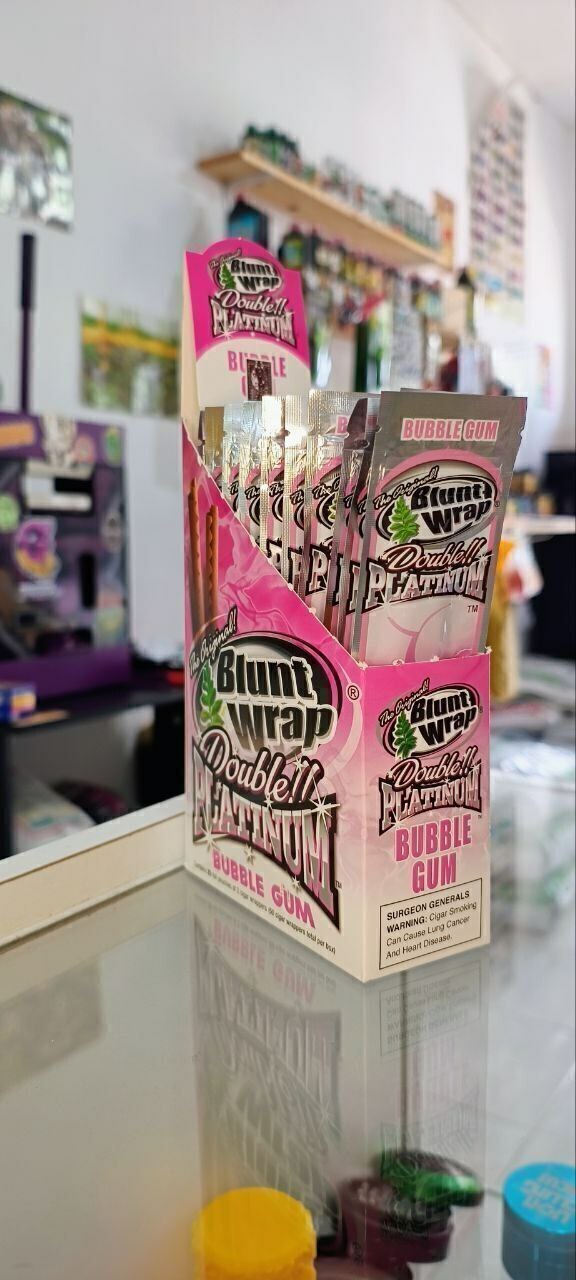 The Original!
Blunt
Wrap
Double!!
PLATINUM
BUBBLE
BUBBLE GUM
The Original!
Blunt
Wrap®
Double!!
PLATINUM
TM
The Original!
Blunt
Wrap
®
Double!!
PLATINUM
TM
BUBBLE GUM
The Original!
Blunt
Wrap
Double!!
PLATINUM
BUBBLE
GUM
SURGEON GENERALS
WARNING: Cigar Smoking
Can Cause Lung Cancer
And Heart Disease.